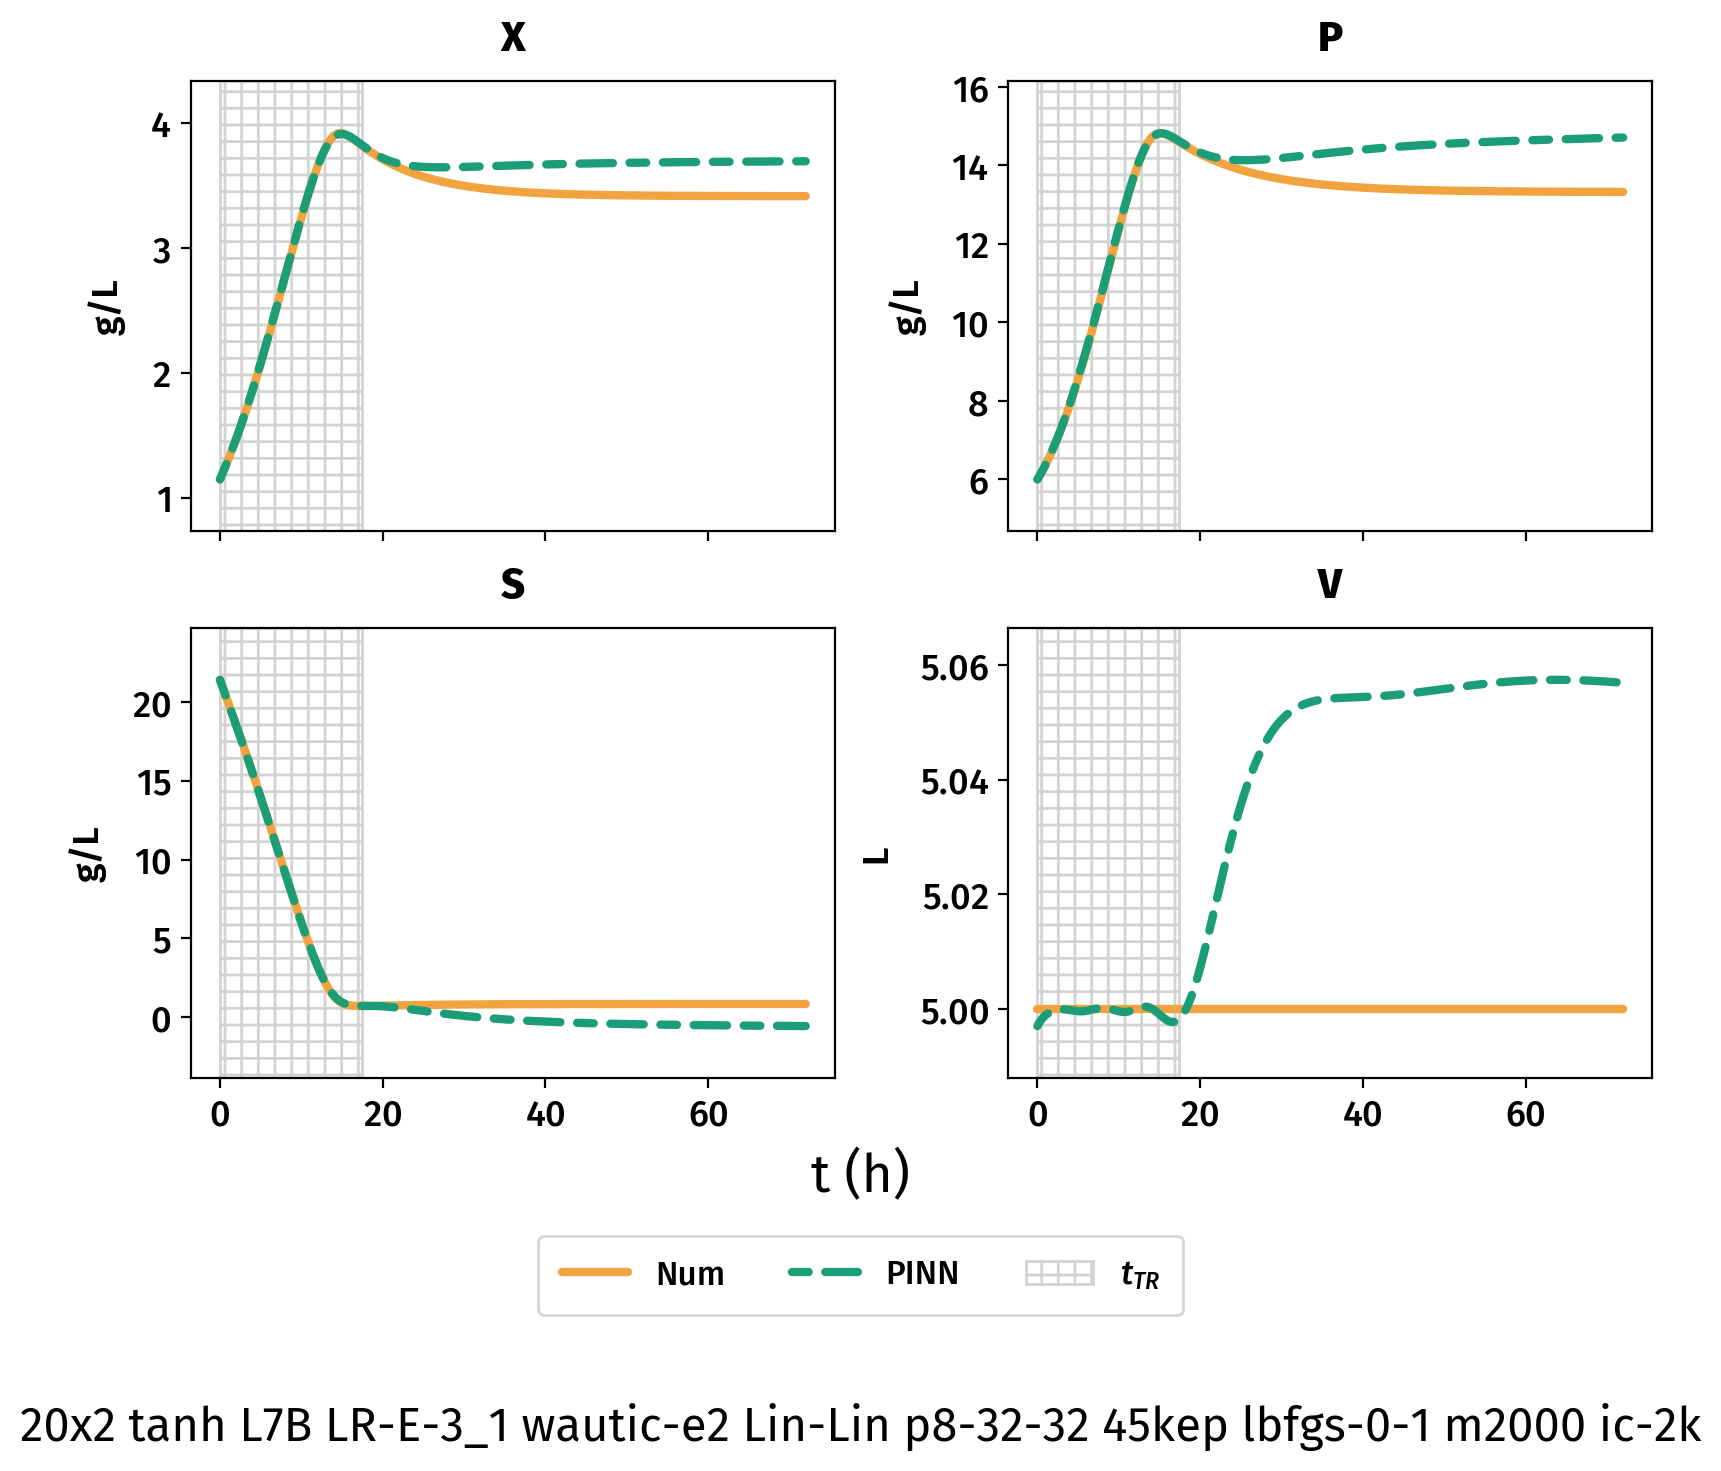 X
P
4
3
2
1
g/L
16
14
12
10
8
6
g/L
S
V
20
15
10
5
0
g/L
5.06
5.04
5.02
5.00
L
0 20 40 60
0 20 40 60
t (h)
Num PINN t_TR
20x2 tanh L7B LR-E-3_1 wautic-e2 Lin-Lin p8-32-32 45kep lbfgs-0-1 m2000 ic-2k